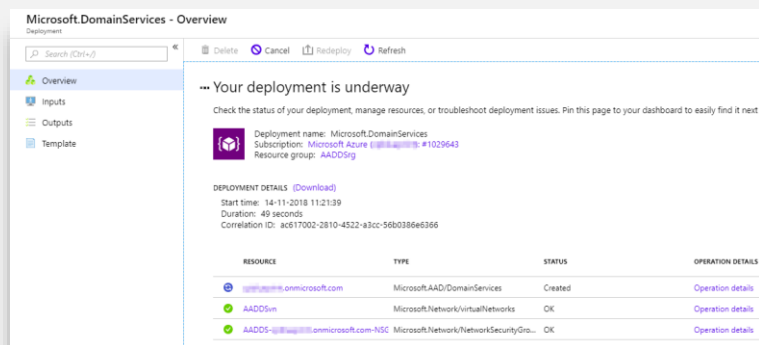 Microsoft.DomainServices - Overview
Deployment
Search (Ctrl+/)
«
Delete Cancel Redeploy Refresh
Overview
Inputs
Outputs
Template
••• Your deployment is underway
Check the status of your deployment, manage resources, or troubleshoot deployment issues. Pin this page to your dashboard to easily find it next
Deployment name: Microsoft.DomainServices
Subscription: Microsoft Azure ( ): #1029643
Resource group: AADDSrg
DEPLOYMENT DETAILS (Download)
Start time: 14-11-2018 11:21:39
Duration: 49 seconds
Correlation ID: ac617002-2810-4522-a3cc-56b0386e6366
RESOURCE TYPE STATUS OPERATION DETAILS
.onmicrosoft.com Microsoft.AAD/DomainServices Created Operation details
AADDSvn Microsoft.Network/virtualNetworks OK Operation details
AADDS- .onmicrosoft.com-NSG Microsoft.Network/NetworkSecurityGro... OK Operation details